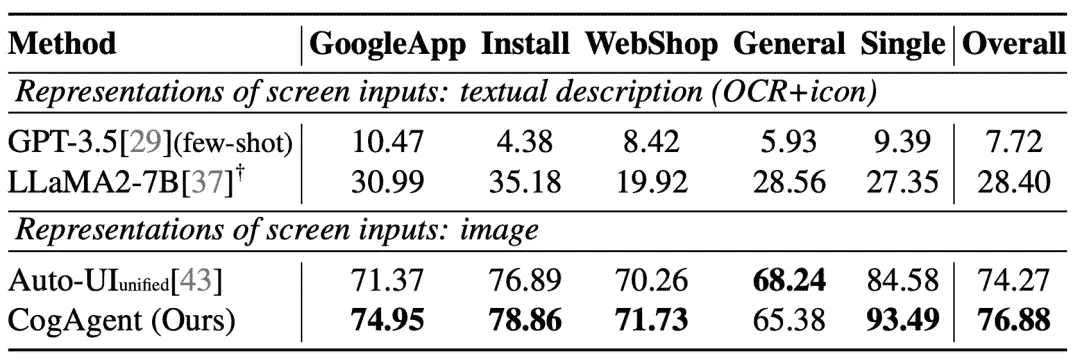 Method GoogleApp Install WebShop General Single Overall
Representations of screen inputs: textual description (OCR+icon)
GPT-3.5[29](few-shot) 10.47 4.38 8.42 5.93 9.39 7.72
LLaMA2-7B[37]† 30.99 35.18 19.92 28.56 27.35 28.40
Representations of screen inputs: image
Auto-UIunified[43] 71.37 76.89 70.26 68.24 84.58 74.27
CogAgent (Ours) 74.95 78.86 71.73 65.38 93.49 76.88